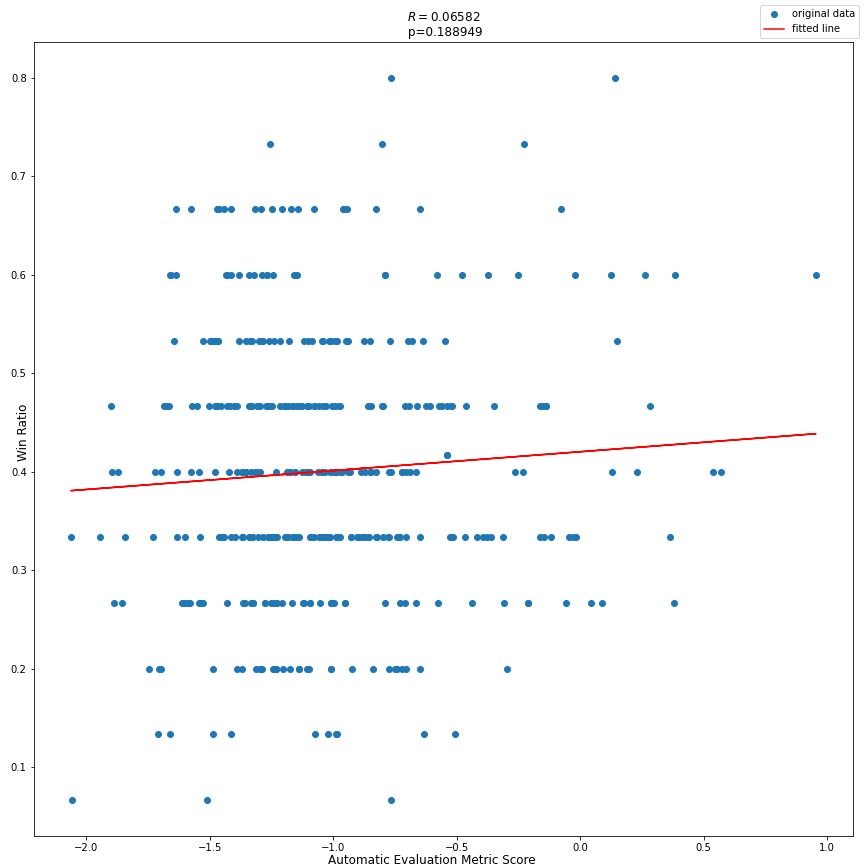 R = 0.06582
p=0.188949
original data
fitted line
0.8
0.7
0.6
0.5
0.4
0.3
0.2
0.1
Win Ratio
−2.0 −1.5 −1.0 −0.5 0.0 0.5 1.0
Automatic Evaluation Metric Score